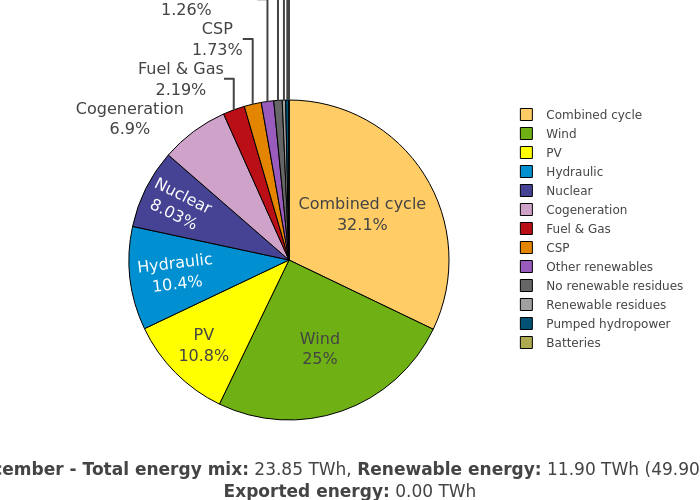 1.26%
CSP
1.73%
Fuel & Gas
2.19%
Cogeneration
6.9%
Nuclear
8.03%
Hydraulic
10.4%
PV
10.8%
Wind
25%
Combined cycle
32.1%
Combined cycle
Wind
PV
Hydraulic
Nuclear
Cogeneration
Fuel & Gas
CSP
Other renewables
No renewable residues
Renewable residues
Pumped hydropower
Batteries
cember - Total energy mix: 23.85 TWh, Renewable energy: 11.90 TWh (49.90
Exported energy: 0.00 TWh